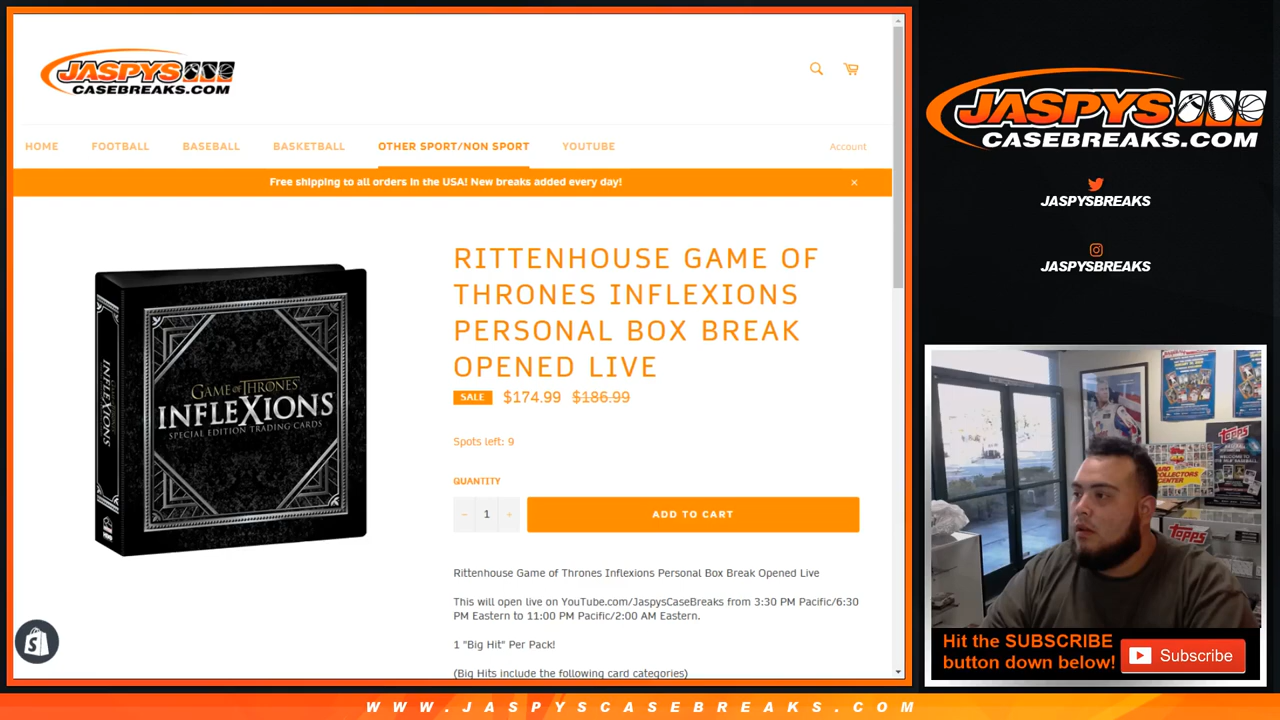 JASPYS
CASEBREAKS.COM
HOME FOOTBALL BASEBALL BASKETBALL OTHER SPORT/NON SPORT YOUTUBE Account
Free shipping to all orders in the USA! New breaks added every day! ×
RITTENHOUSE GAME OF
THRONES INFLEXIONS
PERSONAL BOX BREAK
OPENED LIVE
SALE $174.99 $186.99
Spots left: 9
QUANTITY
− 1 + ADD TO CART
Rittenhouse Game of Thrones Inflexions Personal Box Break Opened Live
This will open live on YouTube.com/JaspysCaseBreaks from 3:30 PM Pacific/6:30
PM Eastern to 11:00 PM Pacific/2:00 AM Eastern.
1 "Big Hit" Per Pack!
(Big Hits include the following card categories)
GAME OF THRONES
INFLEXIONS
SPECIAL EDITION TRADING CARDS
INFLEXIONS
JASPYS
CASEBREAKS.COM
JASPYSBREAKS
JASPYSBREAKS
topps
CARD
COLLECTORS
CENTER
topps
Hit the SUBSCRIBE
button down below!
Subscribe
WWW.JASPYSCASEBREAKS.COM